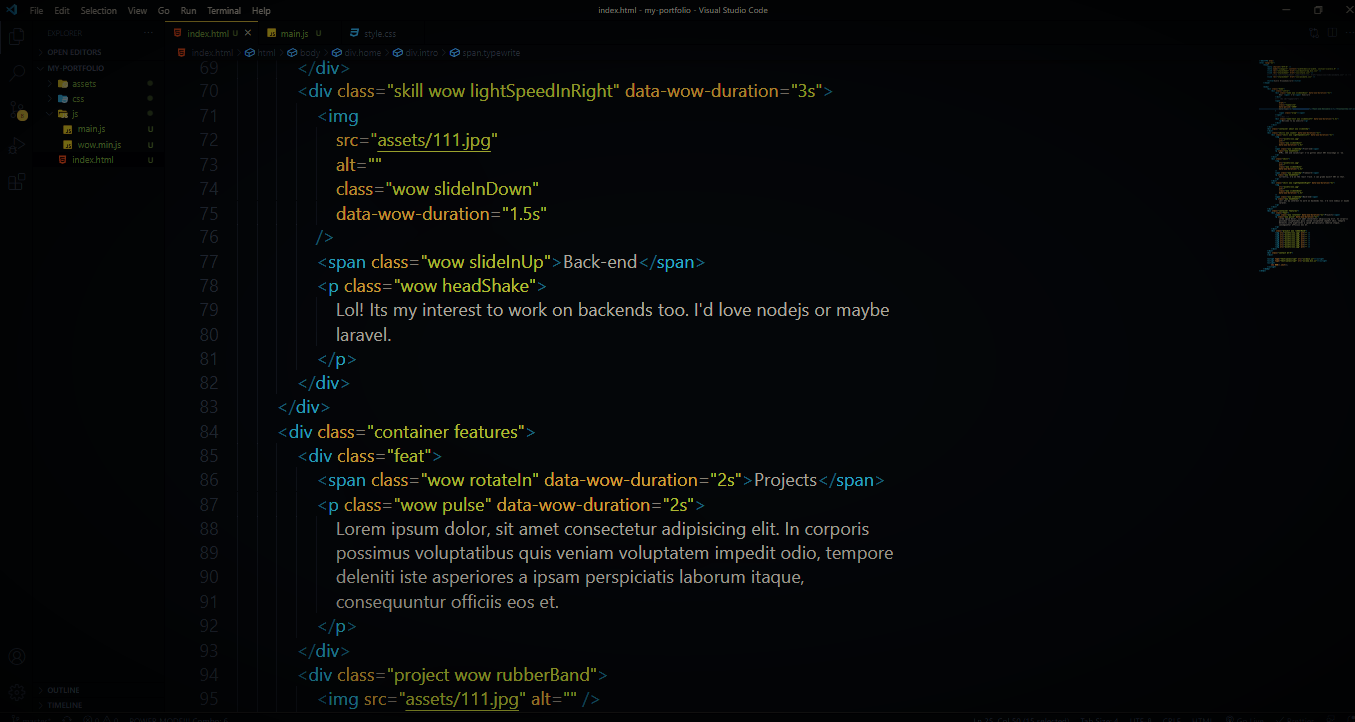 File Edit Selection View Go Run Terminal Help
index.html - my-portfolio - Visual Studio Code
EXPLORER
OPEN EDITORS
MY-PORTFOLIO
assets
css
js
main.js U
wow.min.js U
index.html U
OUTLINE
TIMELINE
index.html U
main.js U
style.css
index.html > html > body > div.home > div.intro > span.typewrite
69 </div>
70 <div class="skill wow lightSpeedInRight" data-wow-duration="3s">
71 <img
72 src="assets/111.jpg"
73 alt=""
74 class="wow slideInDown"
75 data-wow-duration="1.5s"
76 />
77 <span class="wow slideInUp">Back-end</span>
78 <p class="wow headShake">
79 Lol! Its my interest to work on backends too. I'd love nodejs or maybe
80 laravel.
81 </p>
82 </div>
83 </div>
84 <div class="container features">
85 <div class="feat">
86 <span class="wow rotateIn" data-wow-duration="2s">Projects</span>
87 <p class="wow pulse" data-wow-duration="2s">
88 Lorem ipsum dolor, sit amet consectetur adipisicing elit. In corporis
89 possimus voluptatibus quis veniam voluptatem impedit odio, tempore
90 deleniti iste asperiores a ipsam perspiciatis laborum itaque,
91 consequuntur officiis eos et.
92 </p>
93 </div>
94 <div class="project wow rubberBand">
95 <img src="assets/111.jpg" alt="" />